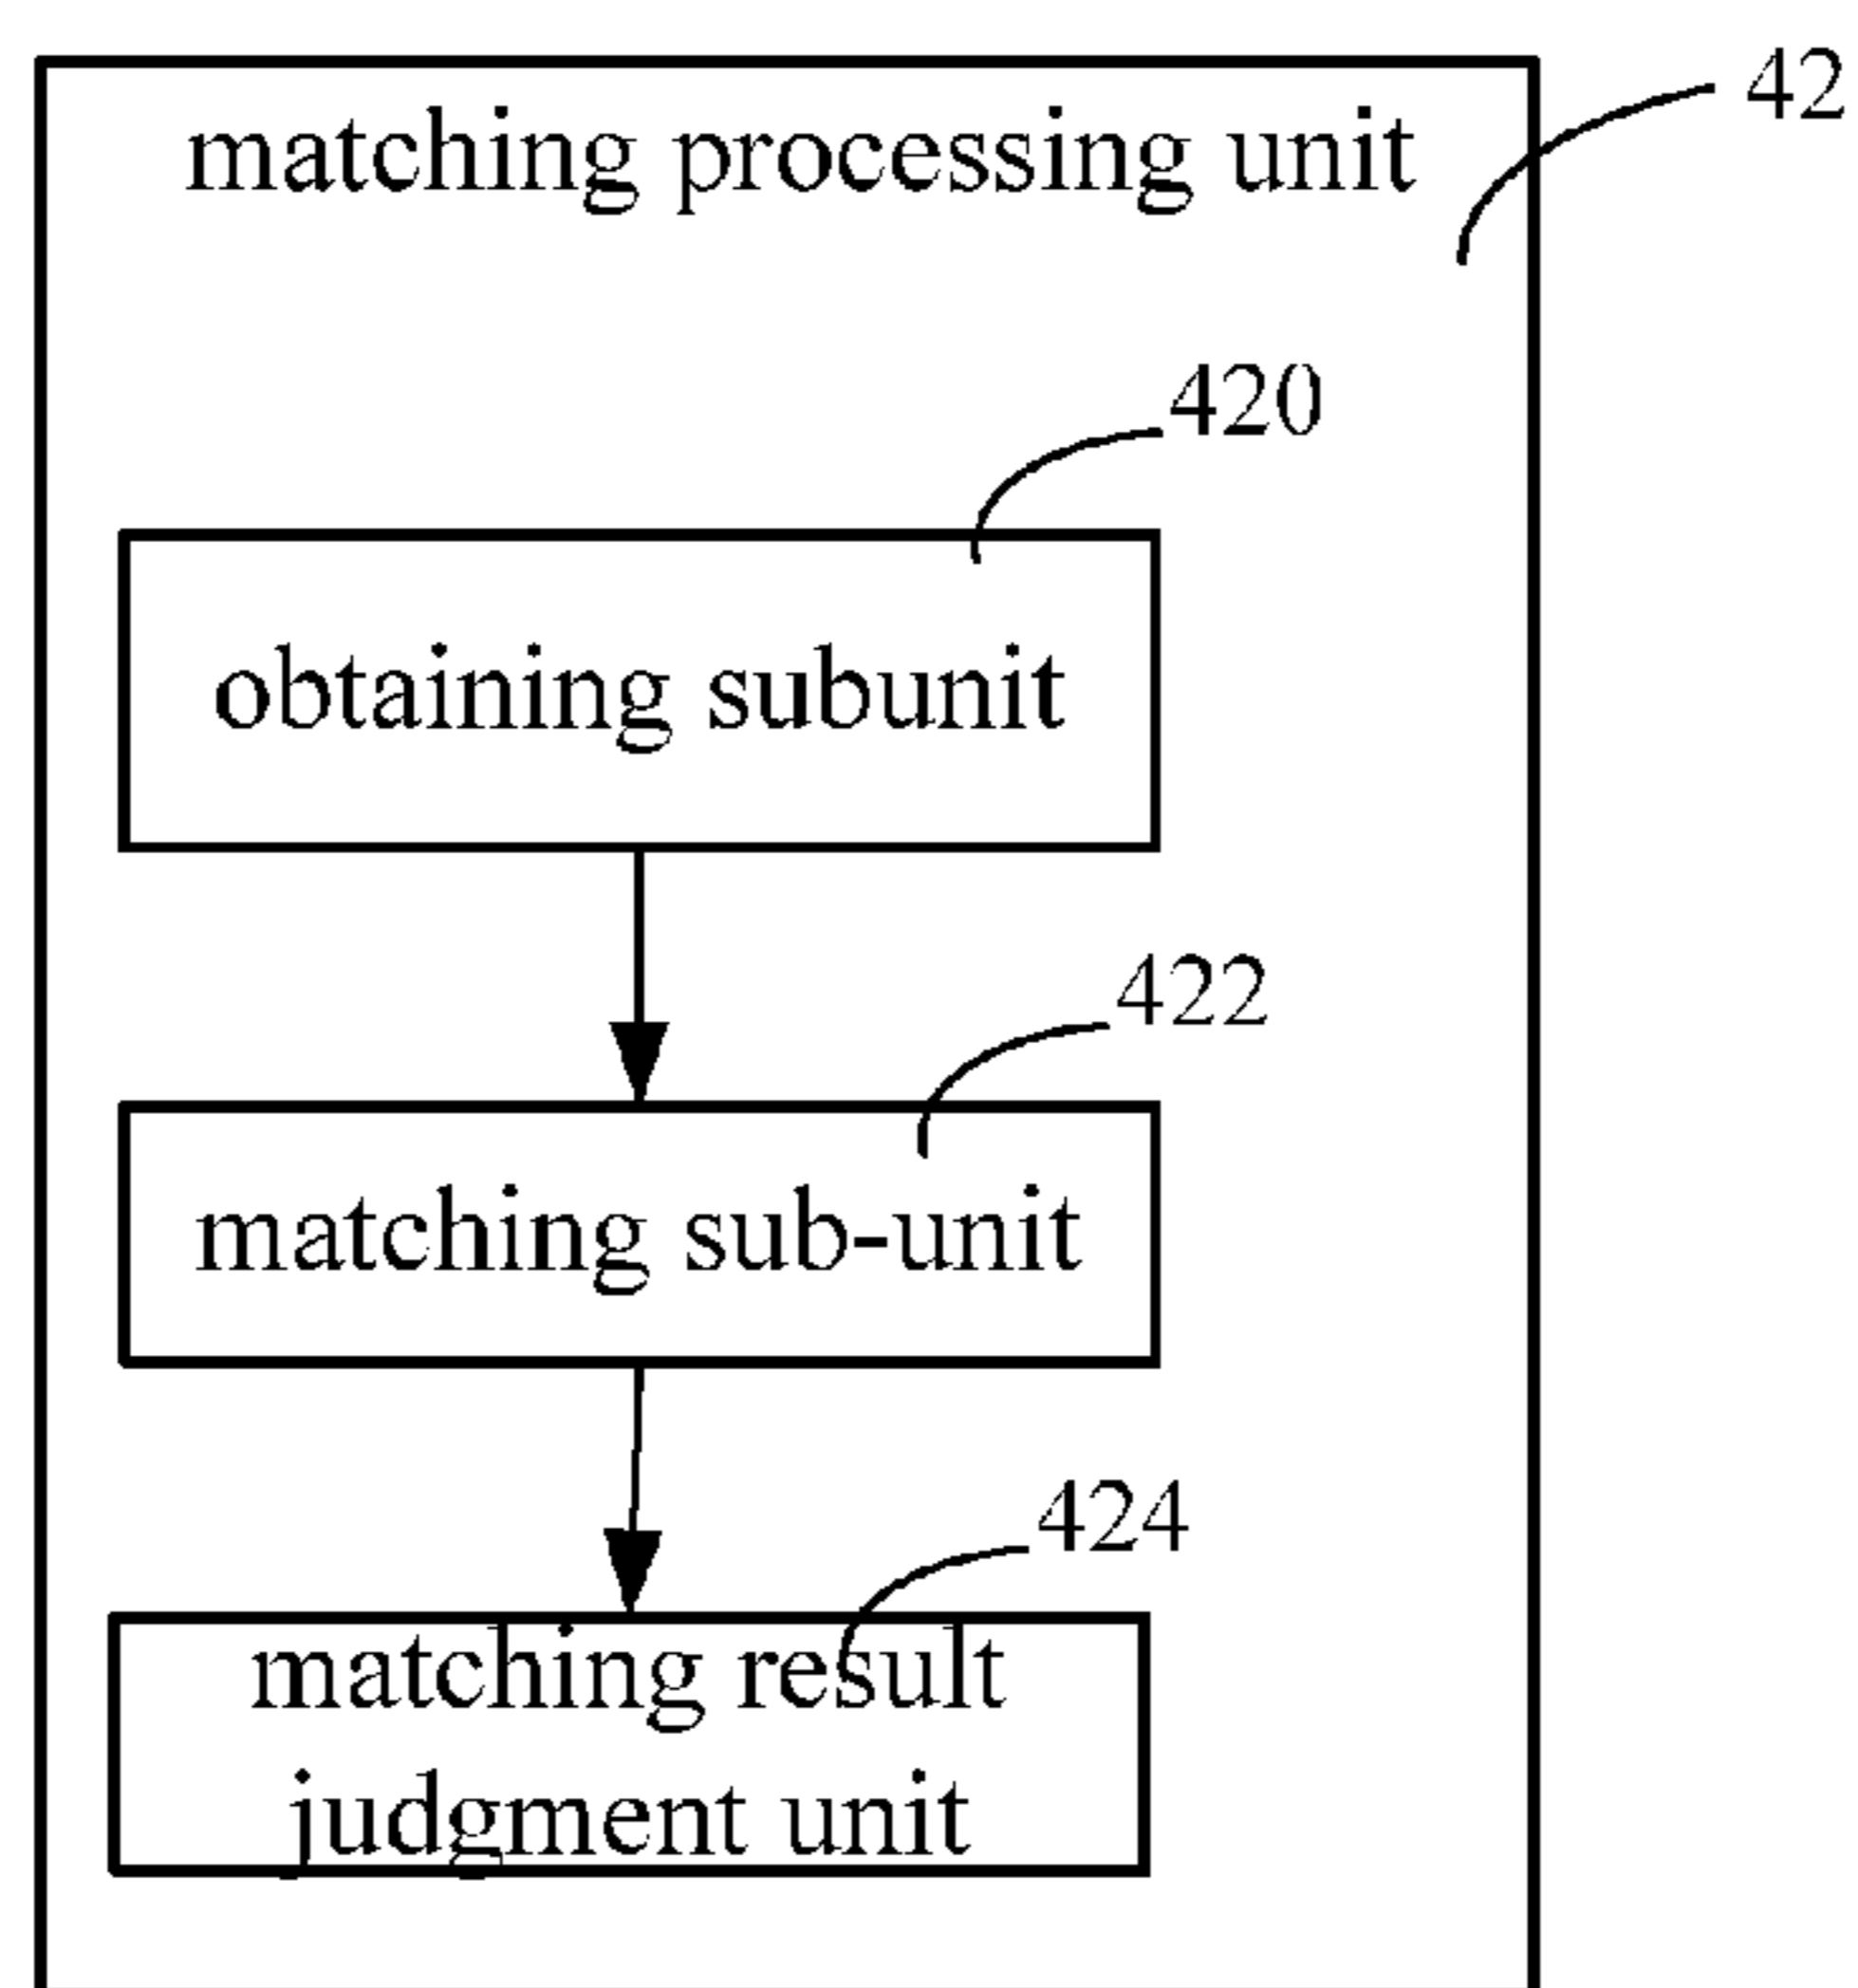 42
matching processing unit
420
obtaining subunit
422
matching sub-unit
424
matching result
judgment unit